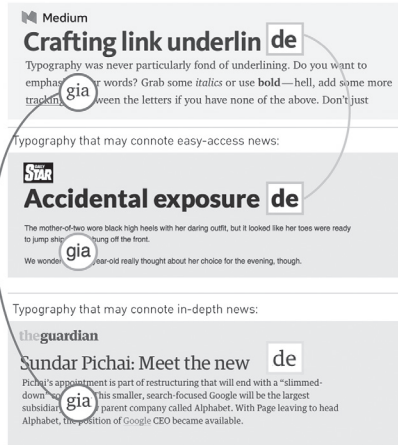 Medium
Crafting link underlin de
Typography was never particularly fond of underlining. Do you want to
emphas r words? Grab some italics or use bold—hell, add some more
tracking ween the letters if you have none of the above. Don't just
gia
Typography that may connote easy-access news:
DAILY
STAR
Accidental exposure de
The mother-of-two wore black high heels with her daring outfit, but it looked like her toes were ready
to jump ship hung off the front.
gia
We wonder year-old really thought about her choice for the evening, though.
Typography that may connote in-depth news:
theguardian
Sundar Pichai: Meet the new de
Pichai's appointment is part of restructuring that will end with a "slimmed-
down" This smaller, search-focused Google will be the largest
gia
subsidiary parent company called Alphabet. With Page leaving to head
Alphabet, the position of Google CEO became available.